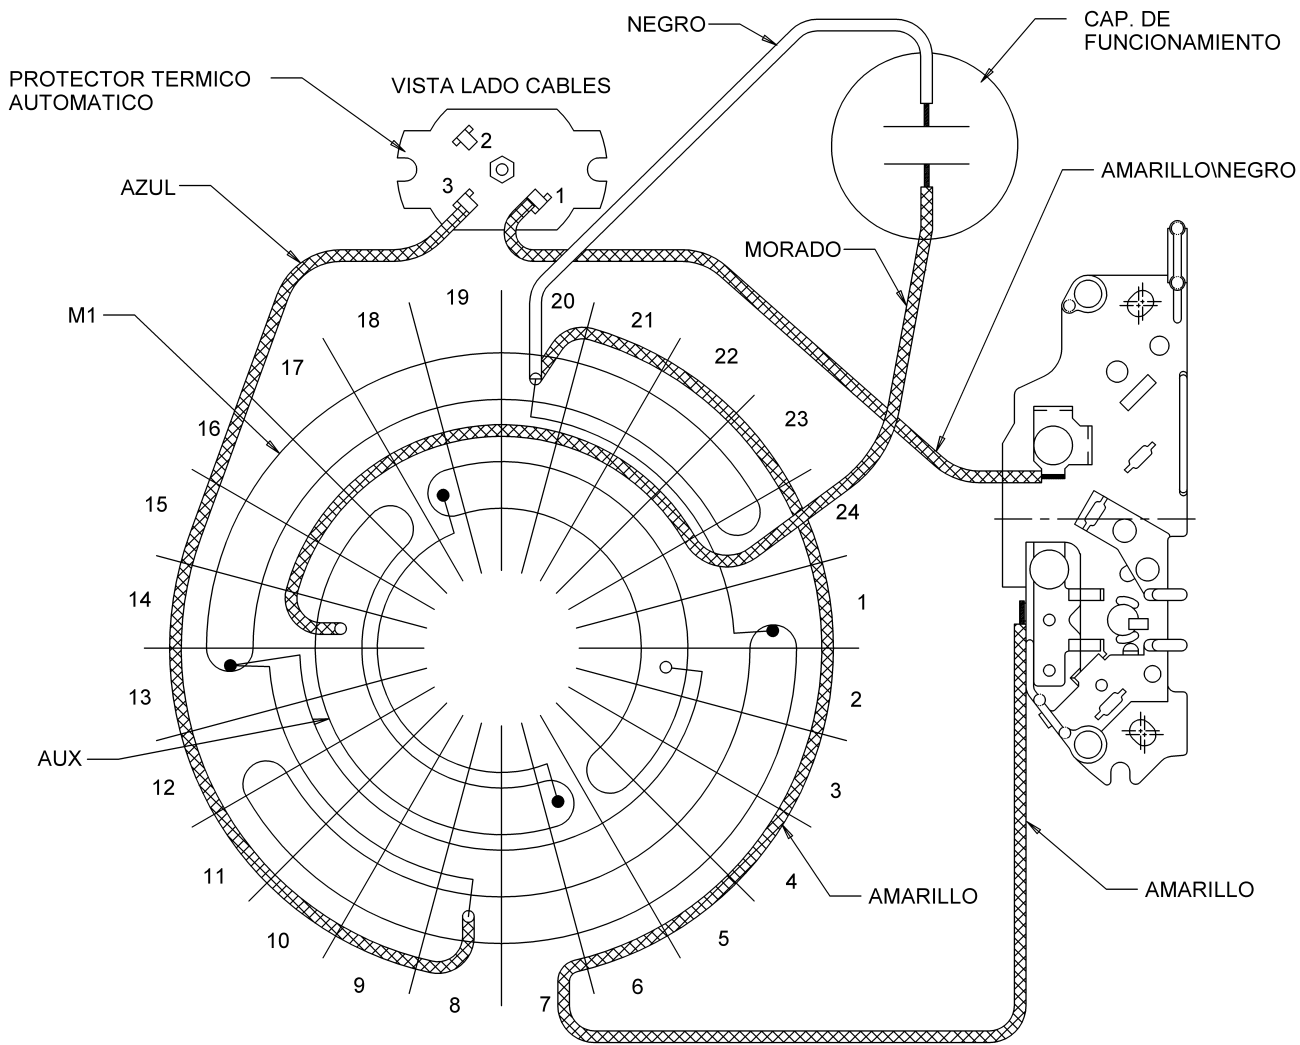 NEGRO
CAP. DE
FUNCIONAMIENTO
PROTECTOR TERMICO
AUTOMATICO
VISTA LADO CABLES
2
3
1
AZUL
AMARILLO\NEGRO
MORADO
M1
19
20
18
21
17
22
16
23
15
24
14
1
13
2
AUX
12
3
11
4
AMARILLO
AMARILLO
10
5
9
6
8
7